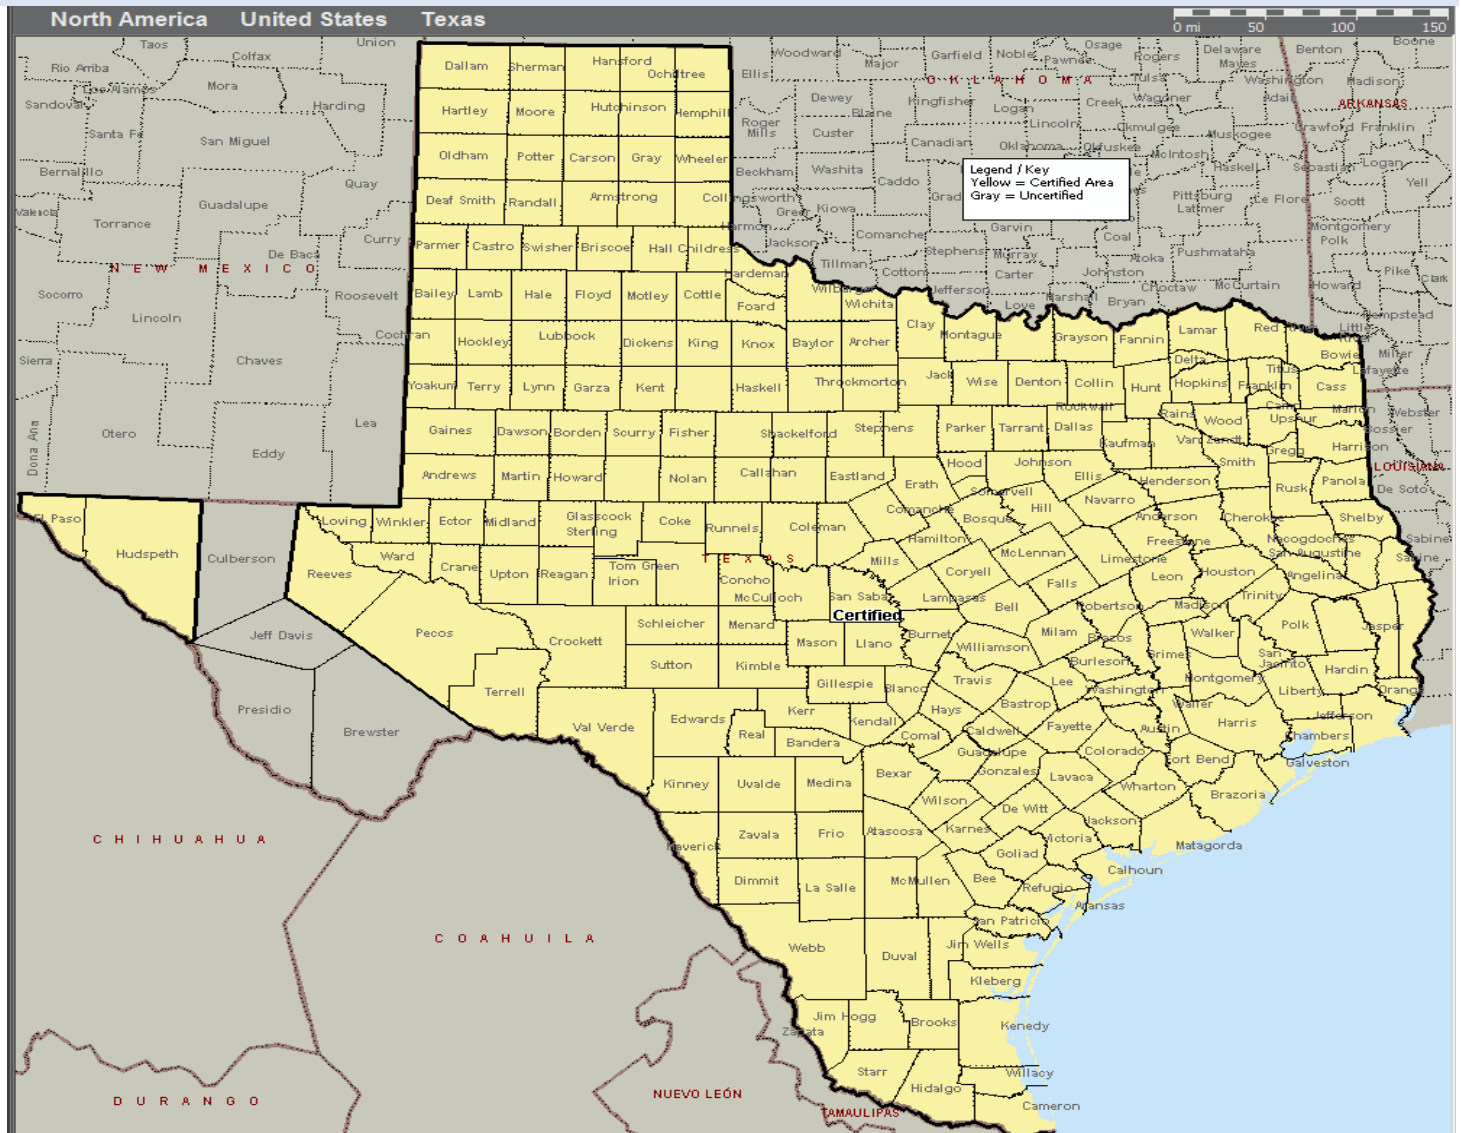 North America United States Texas
0 mi 50 100 150
Taos Colfax Union Woodward Major Garfield Noble Osage Pawnee Rogers Delaware Mayes Benton Boone
Rio Arriba Los Alamos Mora Dallam Sherman Hansford Ochiltree Ellis OKLAHOMA Tulsa Washington Madison
Sandoval Harding Hartley Moore Hutchinson Hemphill Roger Mills Dewey Blaine Kingfisher Logan Creek Wagoner Adair ARKANSAS
Santa Fe San Miguel Custer Canadian Lincoln Oklahoma Okmulgee Okfuskee Muskogee Crawford Franklin
Bernalillo Quay Oldham Potter Carson Gray Wheeler Beckham Washita Caddo McIntosh Haskell Sebastian Logan Yell
Legend / Key
Yellow = Certified Area
Gray = Uncertified
Valencia Torrance Guadalupe Deaf Smith Randall Armstrong Collingsworth Greer Kiowa Grad Pittsburg Latimer Le Flore Scott
Curry De Baca Parmer Castro Swisher Briscoe Hall Childress Harmon Jackson Comanche Stephens Garvin Murray Coal Atoka Pushmataha Montgomery Polk
NEW MEXICO Hardeman Tillman Cotton Carter Johnston Choctaw McCurtain Howard Pike Clark
Socorro Lincoln Roosevelt Bailey Lamb Hale Floyd Motley Cottle Foard Wilbarger Wichita Jefferson Love Marshall Bryan Hempstead
Sierra Chaves Cochran Hockley Lubbock Dickens King Knox Baylor Archer Clay Montague Grayson Fannin Lamar Red River Little River Bowie Miller
Yoakum Terry Lynn Garza Kent Haskell Throckmorton Jack Wise Denton Collin Hunt Delta Hopkins Franklin Titus Cass Lafayette
Otero Lea Dona Ana Eddy Gaines Dawson Borden Scurry Fisher Shackelford Stephens Parker Tarrant Dallas Rockwall Kaufman Rains Wood Van Zandt Camp Upshur Marion Harrison Webster Bossier
Andrews Martin Howard Nolan Callahan Eastland Erath Hood Johnson Ellis Henderson Smith Gregg Rusk Panola LOUISIANA De Soto
El Paso Hudspeth Culberson Loving Winkler Ector Midland Glasscock Sterling Coke Runnels Coleman Comanche Somervell Bosque Hill Navarro Anderson Cherokee Nacogdoches Shelby Sabine
Reeves Ward Crane Upton Reagan Tom Green Irion TEXAS Concho McCulloch San Saba Mills Hamilton Coryell McLennan Limestone Freestone Leon Houston San Augustine Angelina Sabine
Certified
Jeff Davis Pecos Crockett Schleicher Menard Mason Llano Lampasas Burnet Bell Falls Milam Robertson Brazos Madison Walker Trinity Polk Jasper
Presidio Brewster Terrell Sutton Kimble Gillespie Blanco Travis Williamson Lee Burleson Washington Grimes Montgomery San Jacinto Liberty Hardin Orange
Val Verde Edwards Real Kerr Kendall Bandera Comal Hays Caldwell Bastrop Fayette Austin Waller Harris Jefferson Chambers
Kinney Uvalde Medina Bexar Guadalupe Gonzales Lavaca Colorado Wharton Fort Bend Brazoria Galveston
CHIHUAHUA Maverick Zavala Frio Atascosa Wilson Karnes De Witt Victoria Jackson Matagorda
Dimmit La Salle McMullen Bee Goliad Refugio Calhoun Aransas
COAHUILA Webb Duval Jim Wells San Patricio Kleberg
Zapata Jim Hogg Brooks Kenedy
DURANGO NUEVO LEÓN TAMAULIPAS Starr Hidalgo Willacy Cameron